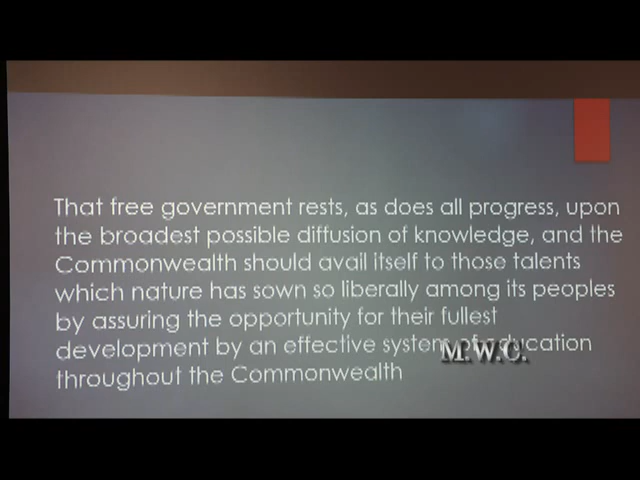 That free government rests, as does all progress, upon
the broadest possible diffusion of knowledge, and the
Commonwealth should avail itself to those talents
which nature has sown so liberally among its peoples
by assuring the opportunity for their fullest
development by an effective system of education
throughout the Commonwealth
M.W.C.